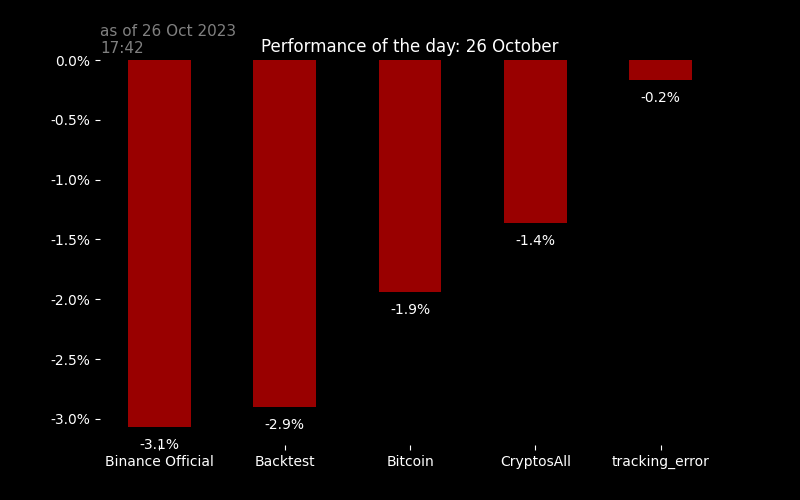 as of 26 Oct 2023
17:42
Performance of the day: 26 October
0.0%
-0.5%
-1.0%
-1.5%
-2.0%
-2.5%
-3.0%
-3.1%
-2.9%
-1.9%
-1.4%
-0.2%
Binance Official
Backtest
Bitcoin
CryptosAll
tracking_error